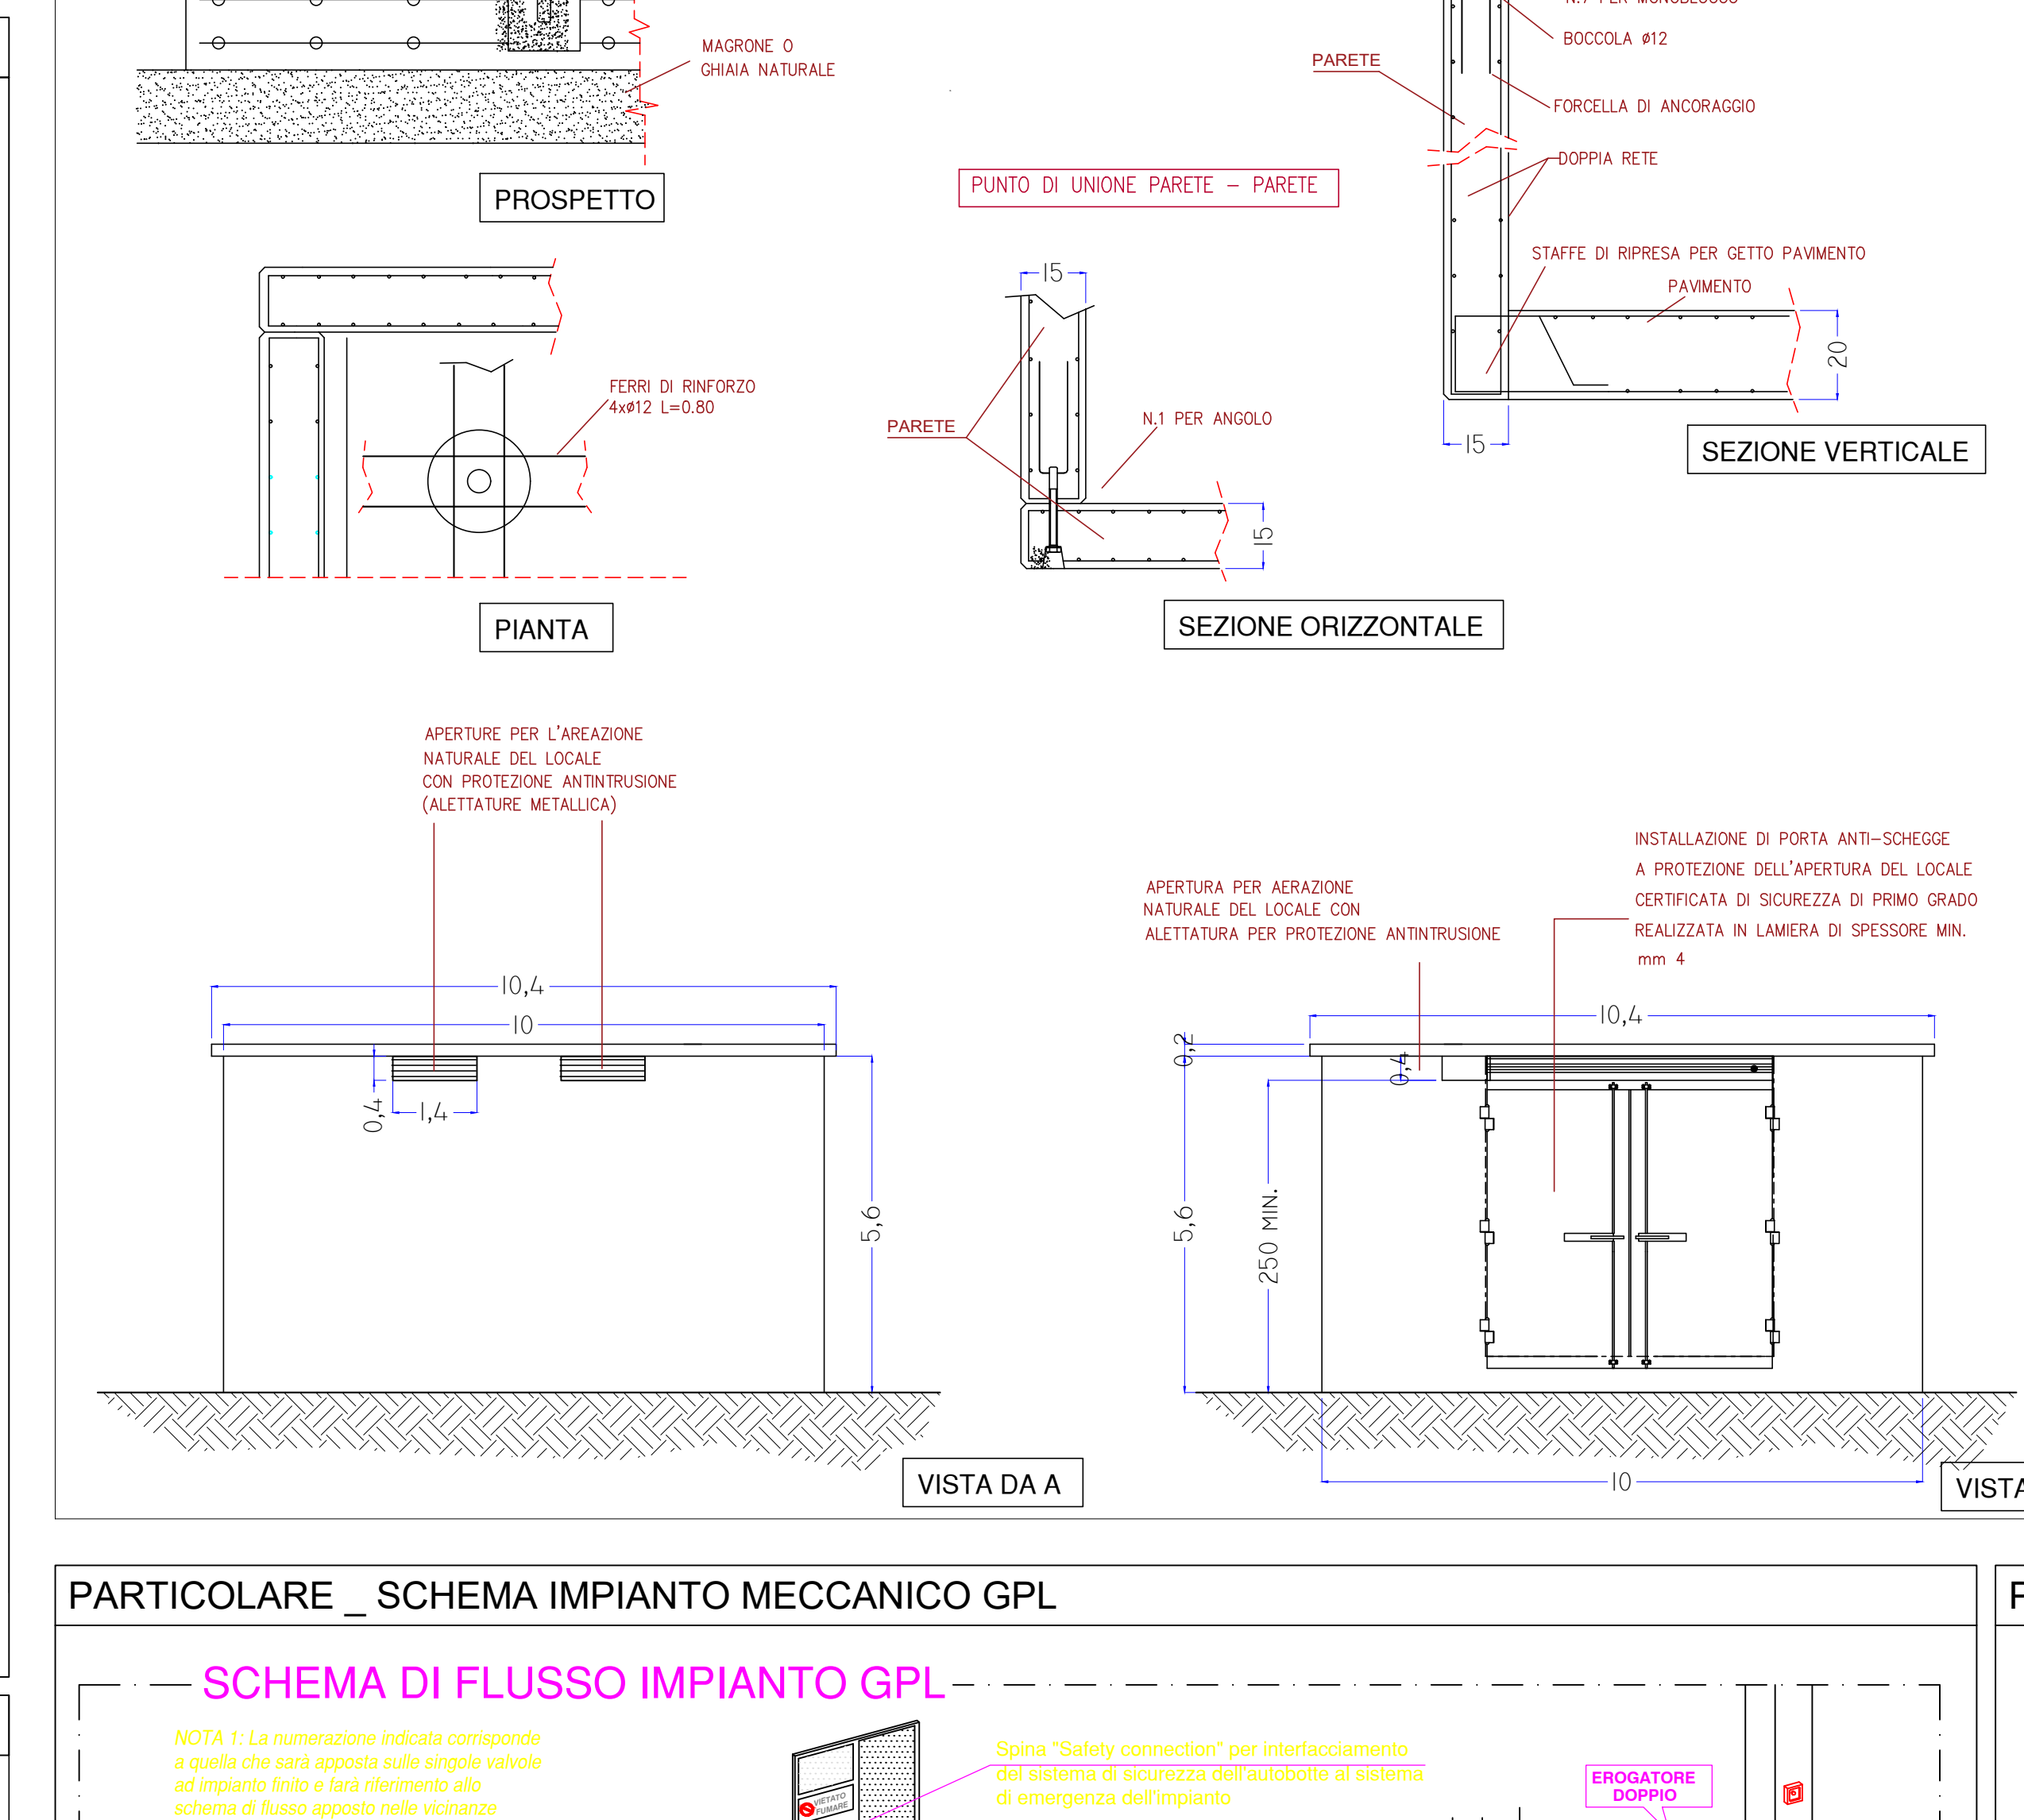 MAGRONE O
GHIAIA NATURALE
PROSPETTO
BOCCOLA ø12
PARETE
FORCELLA DI ANCORAGGIO
DOPPIA RETE
PUNTO DI UNIONE PARETE – PARETE
STAFFE DI RIPRESA PER GETTO PAVIMENTO
PAVIMENTO
20
15
SEZIONE VERTICALE
FERRI DI RINFORZO
4xø12 L=0.80
PIANTA
15
PARETE
N.1 PER ANGOLO
15
SEZIONE ORIZZONTALE
APERTURE PER L'AREAZIONE
NATURALE DEL LOCALE
CON PROTEZIONE ANTINTRUSIONE
(ALETTATURE METALLICA)
10,4
10
0,4
1,4
5,6
VISTA DA A
APERTURA PER AERAZIONE
NATURALE DEL LOCALE CON
ALETTATURA PER PROTEZIONE ANTINTRUSIONE
INSTALLAZIONE DI PORTA ANTI–SCHEGGE
A PROTEZIONE DELL'APERTURA DEL LOCALE
CERTIFICATA DI SICUREZZA DI PRIMO GRADO
REALIZZATA IN LAMIERA DI SPESSORE MIN.
mm 4
10,4
0,2
0,4
5,6
250 MIN.
10
VISTA
PARTICOLARE _ SCHEMA IMPIANTO MECCANICO GPL
SCHEMA DI FLUSSO IMPIANTO GPL
NOTA 1: La numerazione indicata corrisponde
a quella che sarà apposta sulle singole valvole
ad impianto finito e farà riferimento allo
schema di flusso apposto nelle vicinanze
VIETATO
FUMARE
Spina "Safety connection" per interfacciamento
del sistema di sicurezza dell'autobotte al sistema
di emergenza dell'impianto
EROGATORE
DOPPIO